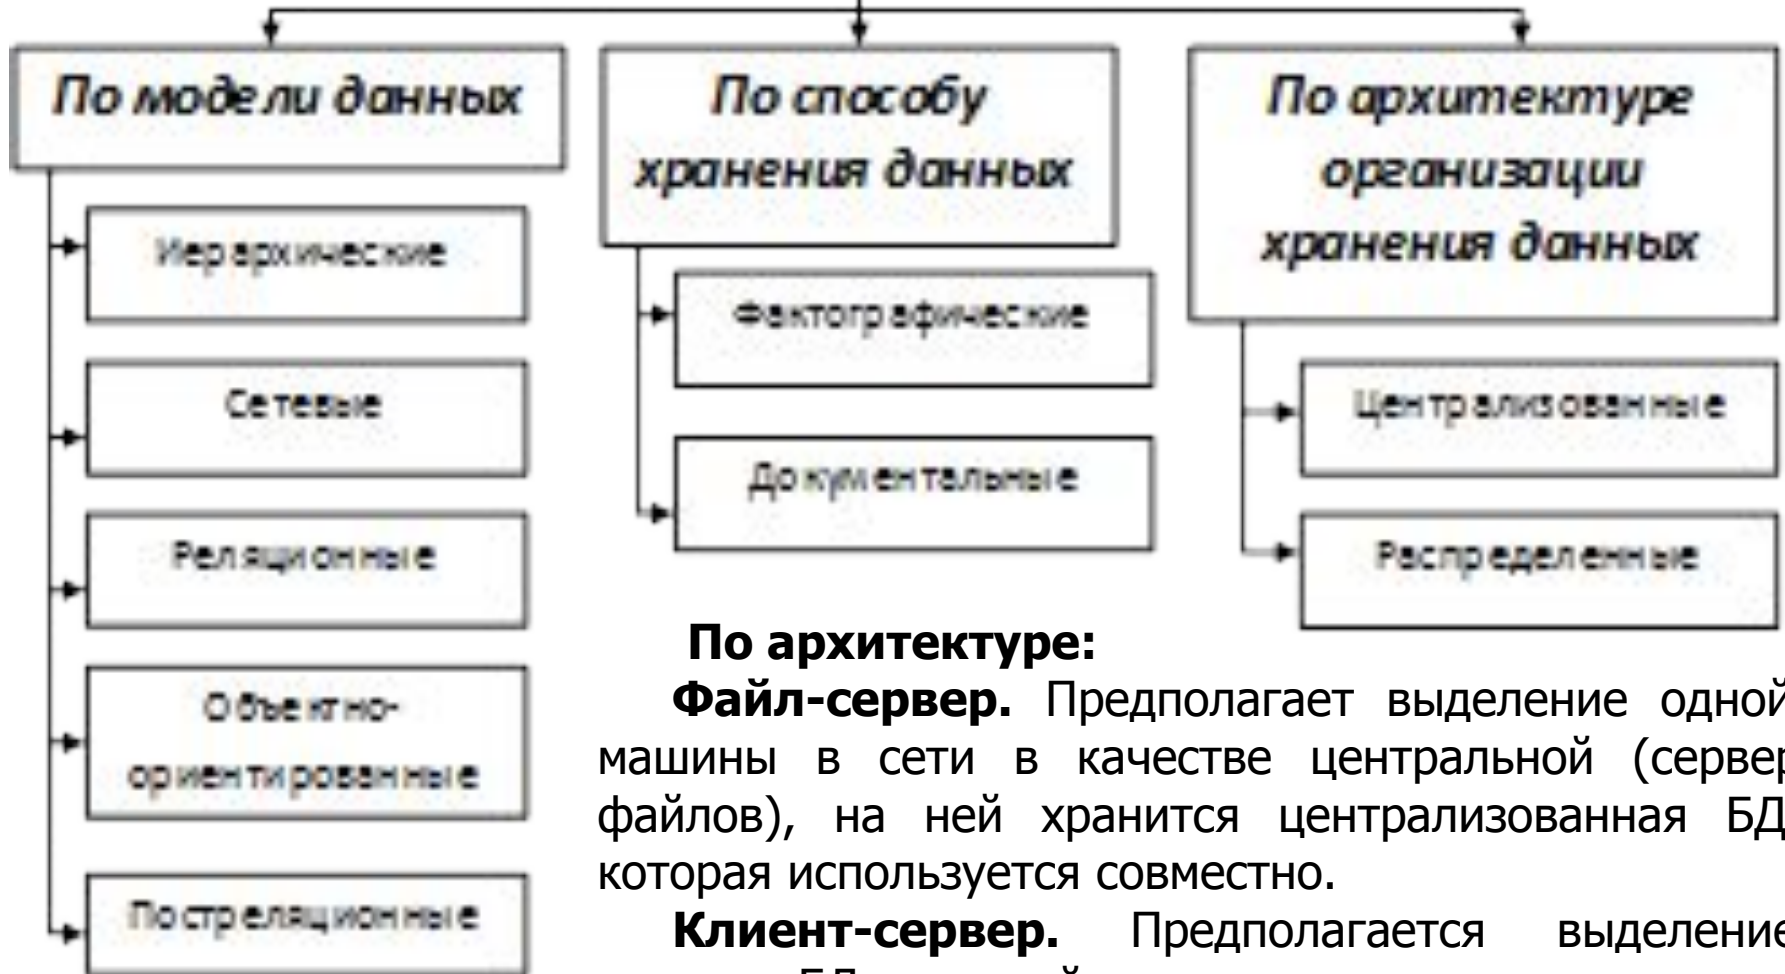 По модели данных
Иерархические
Сетевые
Реляционные
Объектно-
ориентированные
Постреляционные
По способу
хранения данных
Фактографические
Документальные
По архитектуре
организации
хранения данных
Централизованные
Распределенные
По архитектуре:
Файл-сервер. Предполагает выделение одной
машины в сети в качестве центральной (сервер
файлов), на ней хранится централизованная БД,
которая используется совместно.
Клиент-сервер. Предполагается выделение